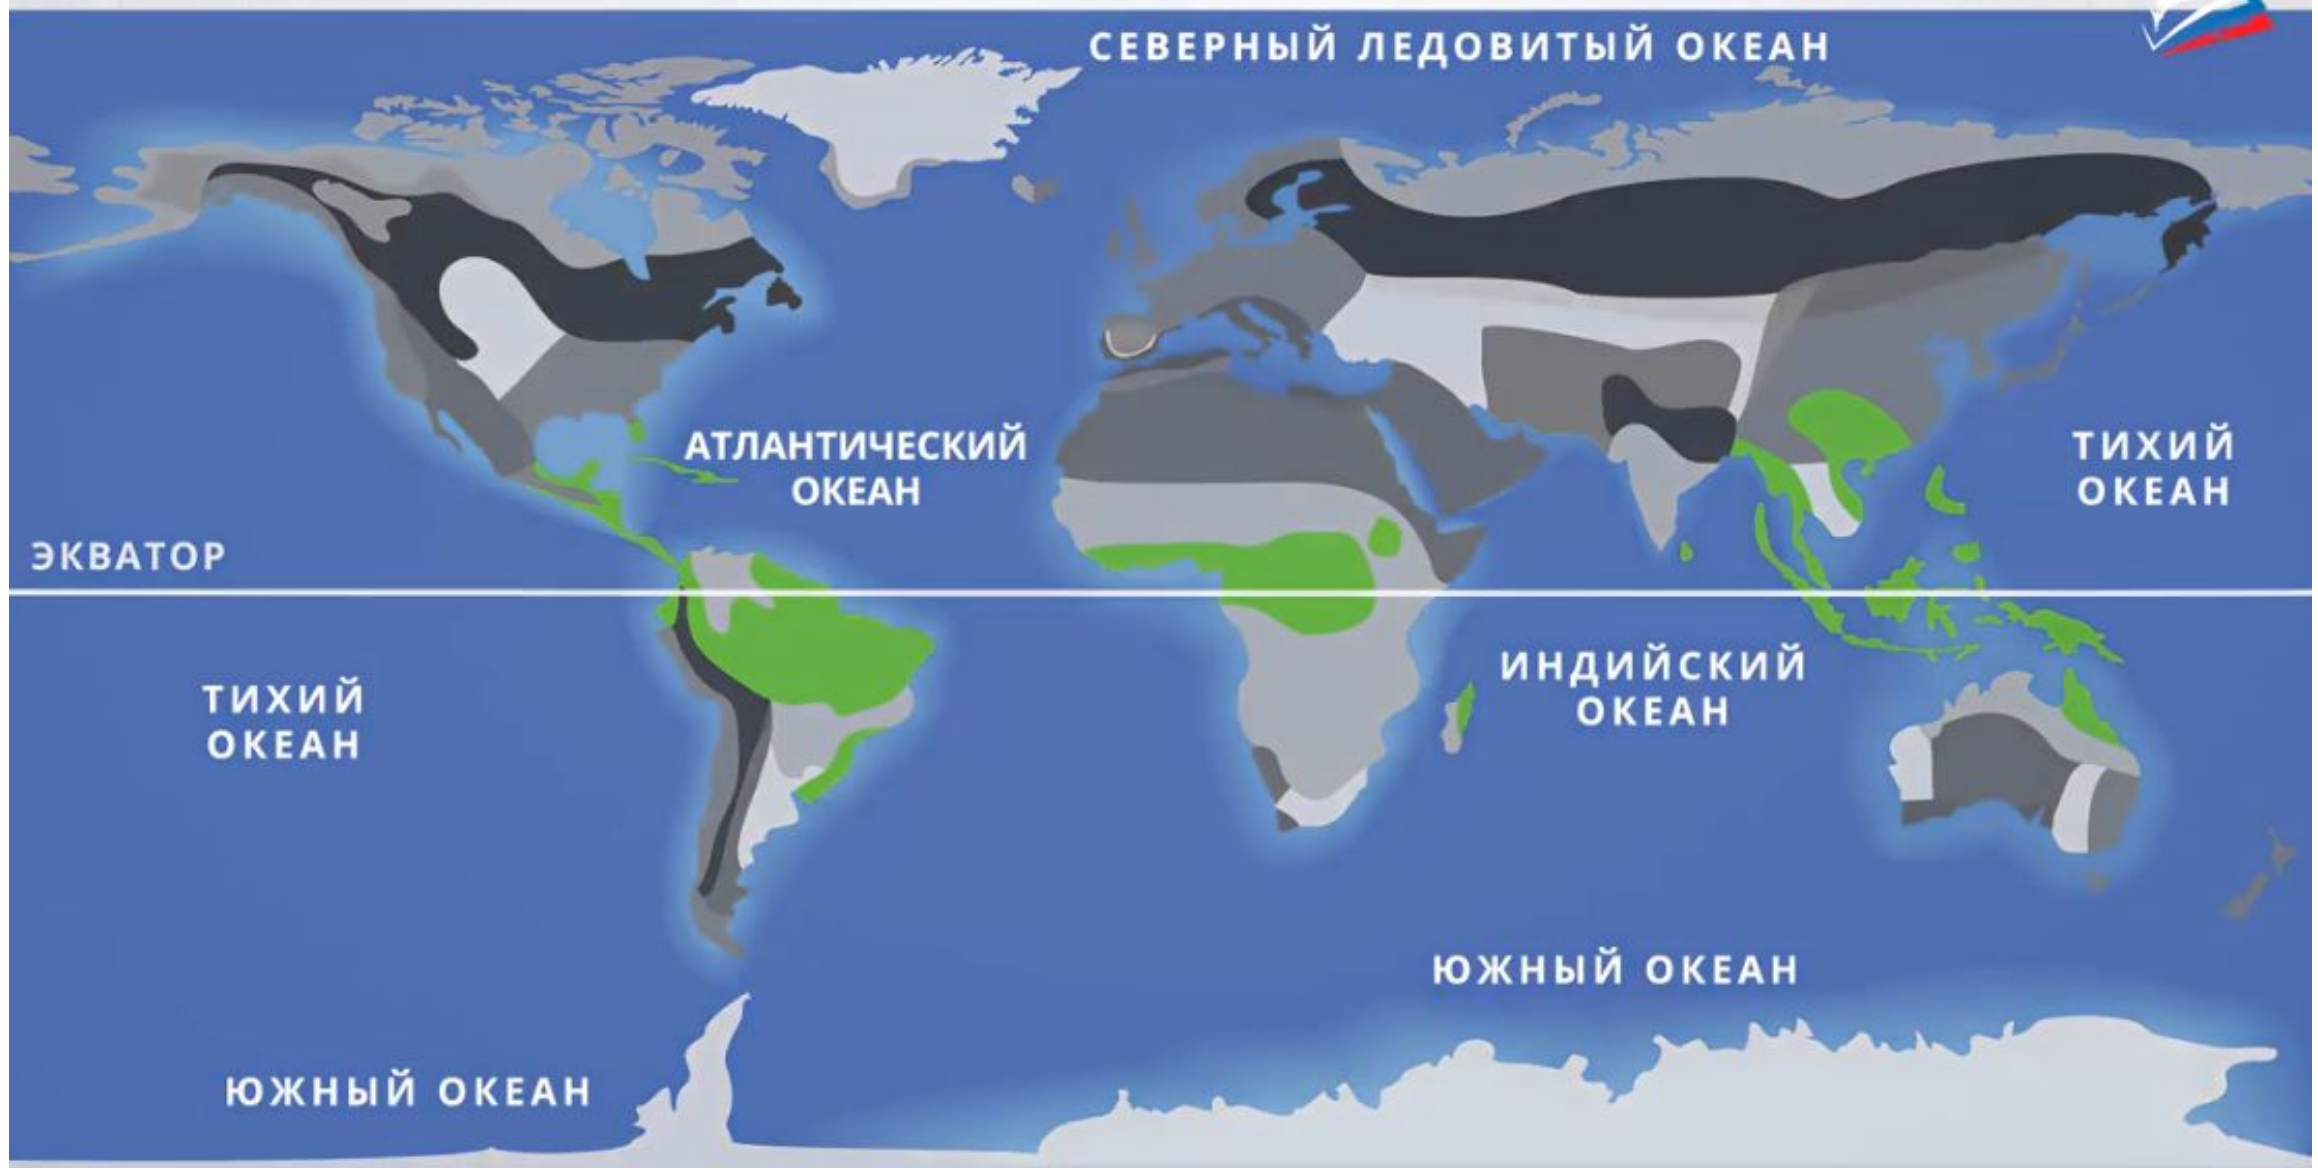 СЕВЕРНЫЙ ЛЕДОВИТЫЙ ОКЕАН
АТЛАНТИЧЕСКИЙ
ОКЕАН
ТИХИЙ
ОКЕАН
ЭКВАТОР
ИНДИЙСКИЙ
ОКЕАН
ТИХИЙ
ОКЕАН
ЮЖНЫЙ ОКЕАН
ЮЖНЫЙ ОКЕАН